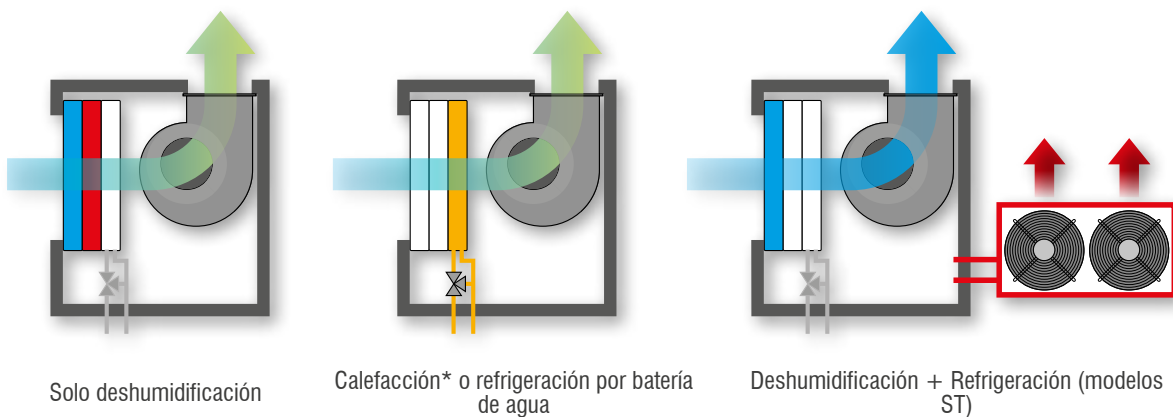 Solo deshumidificación
Calefacción* o refrigeración por batería
de agua
Deshumidificación + Refrigeración (modelos
ST)